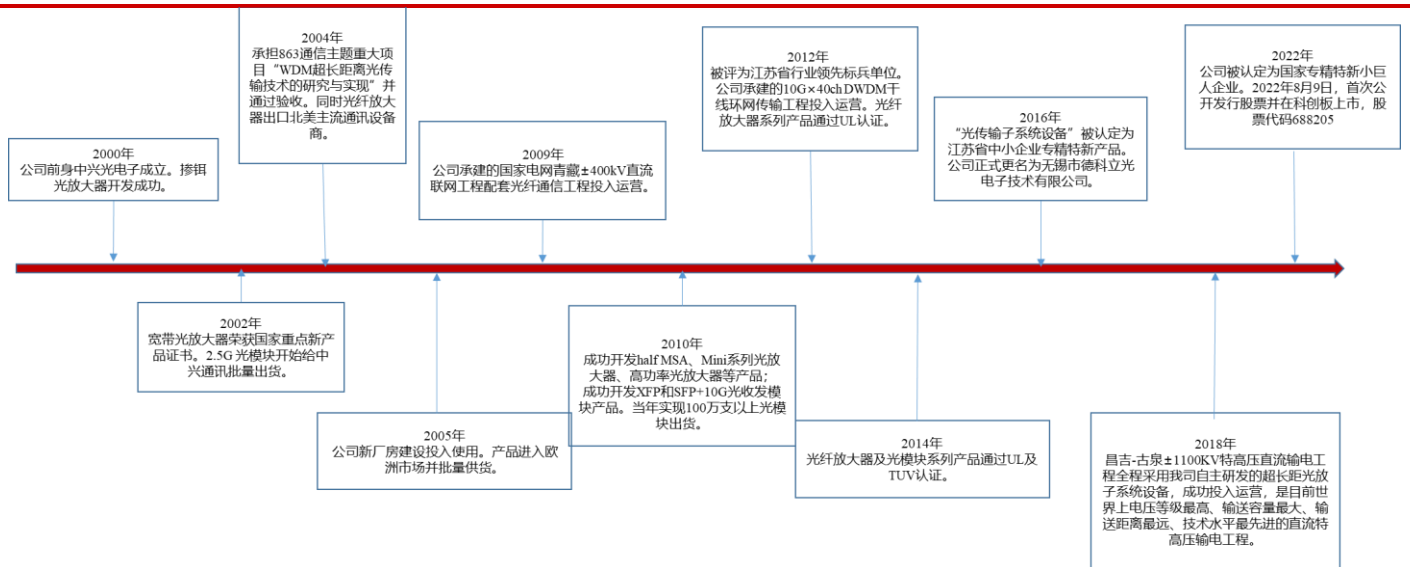 2000年
公司前身中兴光电子成立。掺铒
光放大器开发成功。
2002年
宽带光放大器荣获国家重点新产
品证书。2.5G 光模块开始给中
兴通讯批量出货。
2004年
承担863通信主题重大项
目“WDM超长距离光传
输技术的研究与实现”并
通过验收。同时光纤放大
器出口北美主流通讯设备
商。
2005年
公司新厂房建设投入使用。产品进入欧
洲市场并批量供货。
2009年
公司承建的国家电网青藏±400kV直流
联网工程配套光纤通信工程投入运营。
2010年
成功开发half MSA、Mini系列光放
大器、高功率光放大器等产品；
成功开发XFP和SFP+10G光收发模
块产品。当年实现100万支以上光模
块出货。
2012年
被评为江苏省行业领先标兵单位。
公司承建的10G×40ch DWDM干
线环网传输工程投入运营。光纤
放大器系列产品通过UL认证。
2014年
光纤放大器及光模块系列产品通过UL及
TUV认证。
2016年
“光传输子系统设备”被认定为
江苏省中小企业专精特新产品。
公司正式更名为无锡市德科立光
电子技术有限公司。
2018年
昌吉-古泉±1100KV特高压直流输电工
程全程采用我司自主研发的超长距光放
子系统设备，成功投入运营，是目前世
界上电压等级最高、输送容量最大、输
送距离最远、技术水平最先进的直流特
高压输电工程。
2022年
公司被认定为国家专精特新小巨
人企业。2022年8月9日，首次公
开发行股票并在科创板上市，股
票代码688205